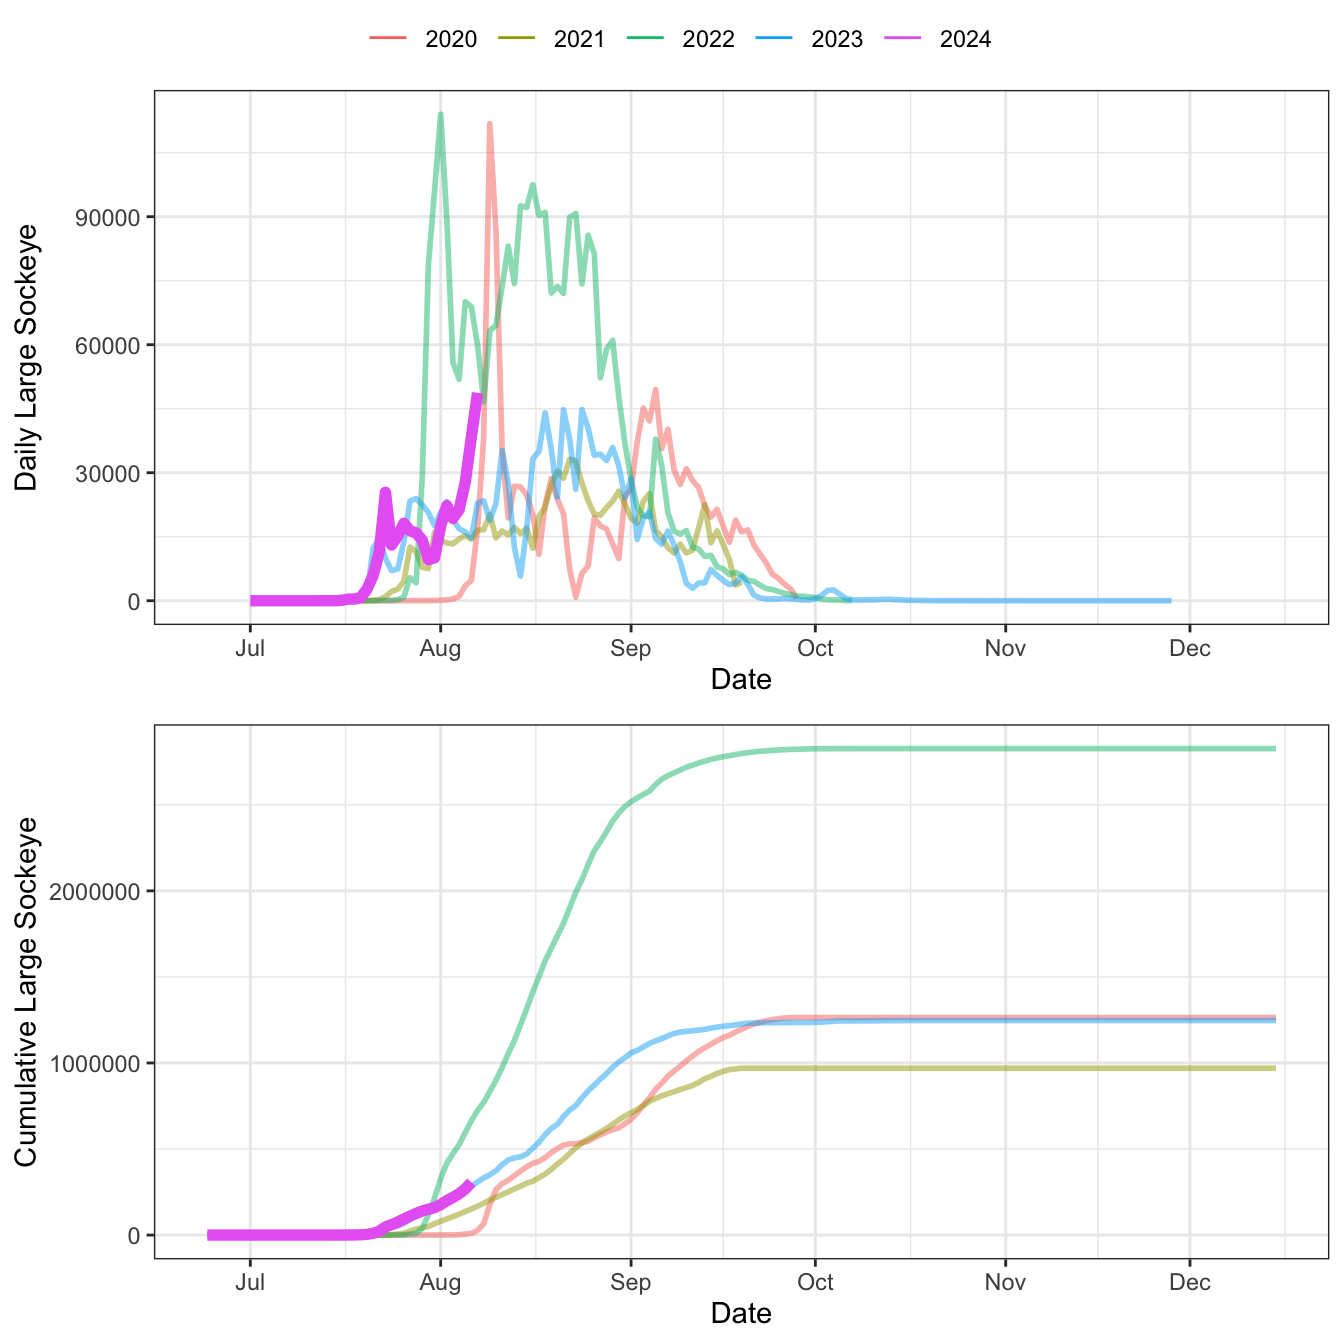 2020 2021 2022 2023 2024
Daily Large Sockeye
90000
60000
30000
0
Jul Aug Sep Oct Nov Dec
Date
Cumulative Large Sockeye
2000000
1000000
0
Jul Aug Sep Oct Nov Dec
Date